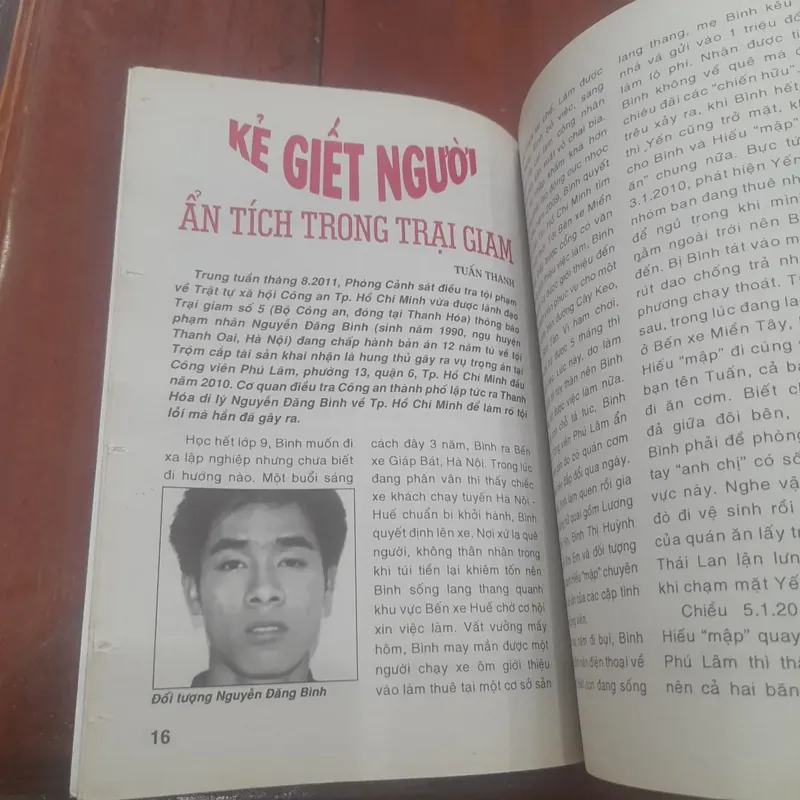 KẺ GIẾT NGƯỜI
ẨN TÍCH TRONG TRẠI GIAM
TUẤN THANH
Trung tuần tháng 8.2011, Phòng Cảnh sát điều tra tội phạm
về Trật tự xã hội Công an Tp. Hồ Chí Minh vừa được lãnh đạo
Trại giam số 5 (Bộ Công an, đóng tại Thanh Hóa) thông báo
phạm nhân Nguyễn Đăng Bình (sinh năm 1990, ngụ huyện
Thanh Oai, Hà Nội) đang chấp hành bản án 12 năm tù về tội
Trộm cắp tài sản khai nhận là hung thủ gây ra vụ trọng án tại
Công viên Phú Lâm, phường 13, quận 6, Tp. Hồ Chí Minh đầu
năm 2010. Cơ quan điều tra Công an thành phố lập tức ra Thanh
Hóa di lý Nguyễn Đăng Bình về Tp. Hồ Chí Minh để làm rõ tội
lỗi mà hắn đã gây ra.
Học hết lớp 9, Bình muốn đi
xa lập nghiệp nhưng chưa biết
đi hướng nào. Một buổi sáng
Đối tượng Nguyễn Đăng Bình
16
cách đây 3 năm, Bình ra Bến
xe Giáp Bát, Hà Nội. Trong lúc
đang phân vân thì thấy chiếc
xe khách chạy tuyến Hà Nội -
Huế chuẩn bị khởi hành, Bình
quyết định lên xe. Nơi xứ lạ quê
người, không thân nhân trong
khi túi tiền lại khiêm tốn nên
Bình sống lang thang quanh
khu vực Bến xe Huế chờ cơ hội
xin việc làm. Vất vưởng mấy
hôm, Bình may mắn được một
người chạy xe ôm giới thiệu
vào làm thuê tại một cơ sở sản
lang thang, mẹ Bình kêu
nhà và gửi vào 1 triệu đồ
làm lộ phí. Nhận được ti
Bình không về quê mà c
chiêu đãi các "chiến hữu".
trêu xảy ra, khi Bình hết
thì Yến cũng trở mặt, kh
cho Bình và Hiếu "mập"
ăn" chung nữa. Bực tứ
3.1.2010, phát hiện Yến
nhóm bạn đang thuê nh
để ngủ trong khi mìn
nằm ngoài trời nên B
đến. Bị Bình tát vào m
rút dao chống trả nh
phương chạy thoát. T
sau, trong lúc đang la
ở Bến xe Miền Tây,
Hiếu "mập" đi cùng
bạn tên Tuấn, cả ba
đi ăn cơm. Biết ch
đả giữa đôi bên,
Bình phải để phòng
tay "anh chị" có số
vực này. Nghe vậ
đò đi vệ sinh rồi
của quán ăn lấy tr
Thái Lan lận lưn
khi chạm mặt Yế
Chiều 5.1.20
Hiếu "mập" quay
Phú Lâm thì th
nên cả hai băn